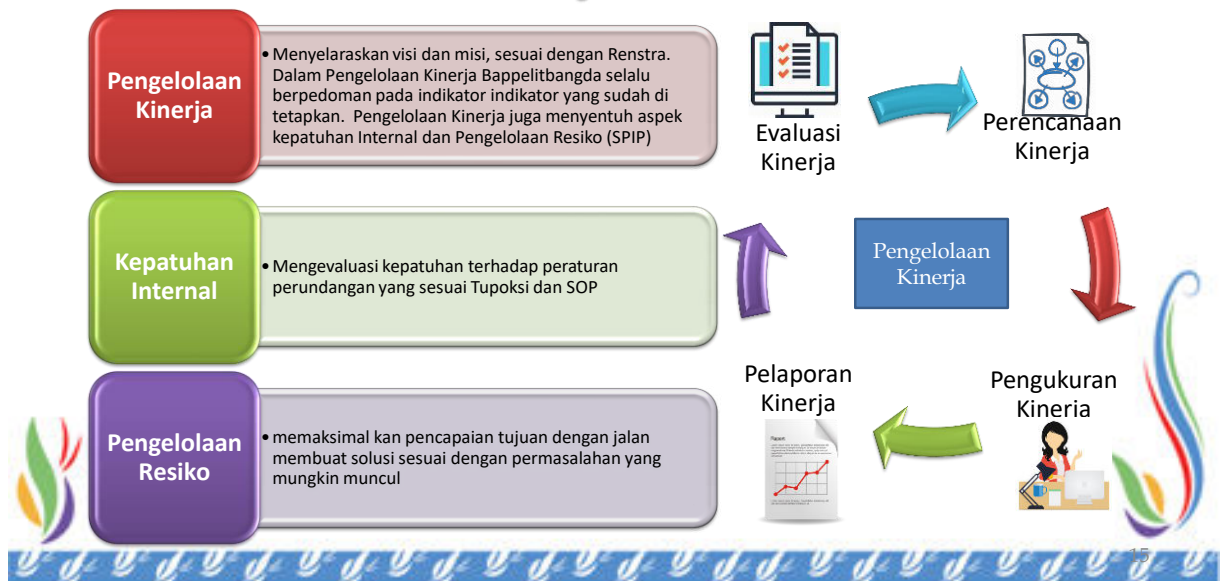 Pengelolaan
Kinerja
• Menyelaraskan visi dan misi, sesuai dengan Renstra.
Dalam Pengelolaan Kinerja Bappelitbangda selalu
berpedoman pada indikator indikator yang sudah di
tetapkan. Pengelolaan Kinerja juga menyentuh aspek
kepatuhan Internal dan Pengelolaan Resiko (SPIP)
Kepatuhan
Internal
• Mengevaluasi kepatuhan terhadap peraturan
perundangan yang sesuai Tupoksi dan SOP
Pengelolaan
Resiko
• memaksimal kan pencapaian tujuan dengan jalan
membuat solusi sesuai dengan permasalahan yang
mungkin muncul
Evaluasi
Kinerja
Perencanaan
Kinerja
Pengelolaan
Kinerja
Pelaporan
Kinerja
Pengukuran
Kineria
15